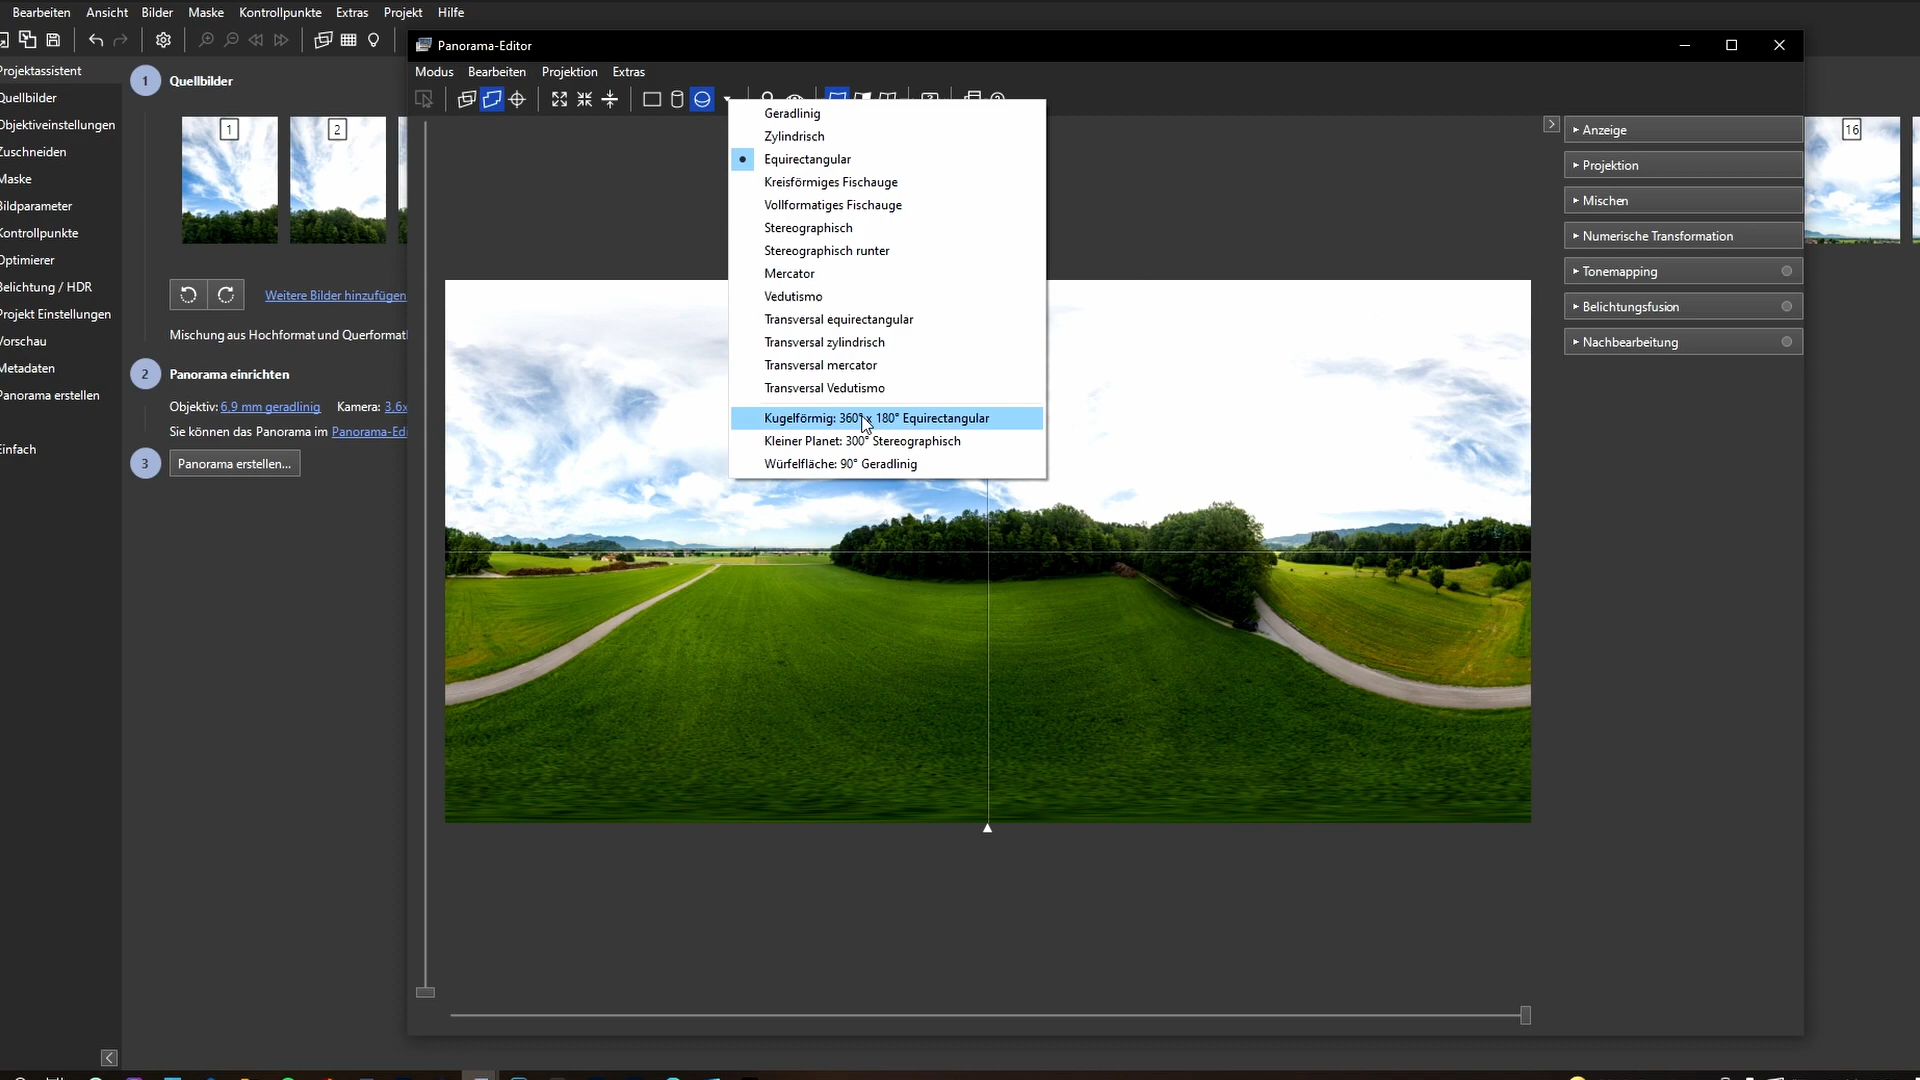 Bearbeiten Ansicht Bilder Maske Kontrollpunkte Extras Projekt Hilfe
Panorama-Editor
Modus Bearbeiten Projektion Extras
Projektassistent
Quellbilder
Objektiveinstellungen
Zuschneiden
Maske
Bildparameter
Kontrollpunkte
Optimierer
Belichtung / HDR
Projekt Einstellungen
Vorschau
Metadaten
Panorama erstellen
Einfach
1 Quellbilder
1 2
Weitere Bilder hinzufügen
Mischung aus Hochformat und Querformat
2 Panorama einrichten
Objektiv: 6,9 mm geradlinig Kamera: 3,6x
Sie können das Panorama im Panorama-Edi
3 Panorama erstellen...
Geradlinig
Zylindrisch
Equirectangular
Kreisförmiges Fischauge
Vollformatiges Fischauge
Stereographisch
Stereographisch runter
Mercator
Vedutismo
Transversal equirectangular
Transversal zylindrisch
Transversal mercator
Transversal Vedutismo
Kugelförmig: 360° x 180° Equirectangular
Kleiner Planet: 300° Stereographisch
Würfelfläche: 90° Geradlinig
Anzeige
Projektion
Mischen
Numerische Transformation
Tonemapping
Belichtungsfusion
Nachbearbeitung
16